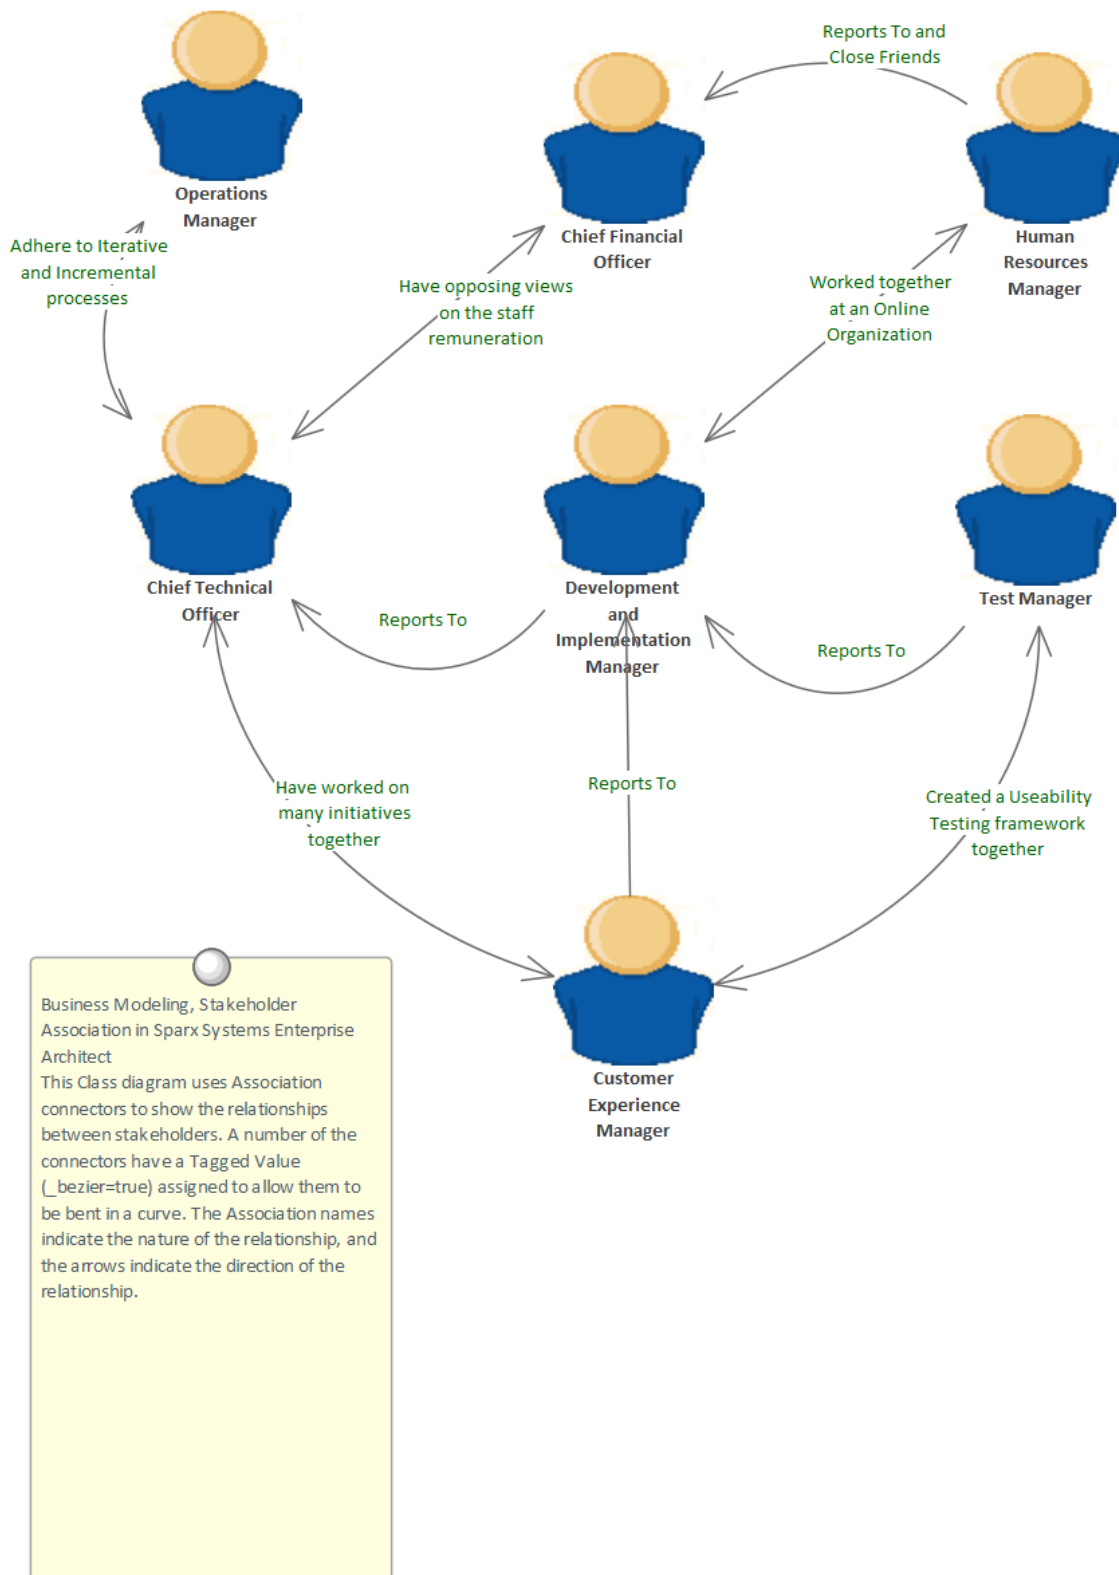 Reports To and
Close Friends
Operations
Manager
Chief Financial
Officer
Human
Resources
Manager
Adhere to Iterative
and Incremental
processes
Have opposing views
on the staff
remuneration
Worked together
at an Online
Organization
Chief Technical
Officer
Development
and
Implementation
Manager
Test Manager
Reports To
Reports To
Have worked on
many initiatives
together
Reports To
Created a Useability
Testing framework
together
Customer
Experience
Manager
Business Modeling, Stakeholder
Association in Sparx Systems Enterprise
Architect
This Class diagram uses Association
connectors to show the relationships
between stakeholders. A number of the
connectors have a Tagged Value
(_bezier=true) assigned to allow them to
be bent in a curve. The Association names
indicate the nature of the relationship, and
the arrows indicate the direction of the
relationship.